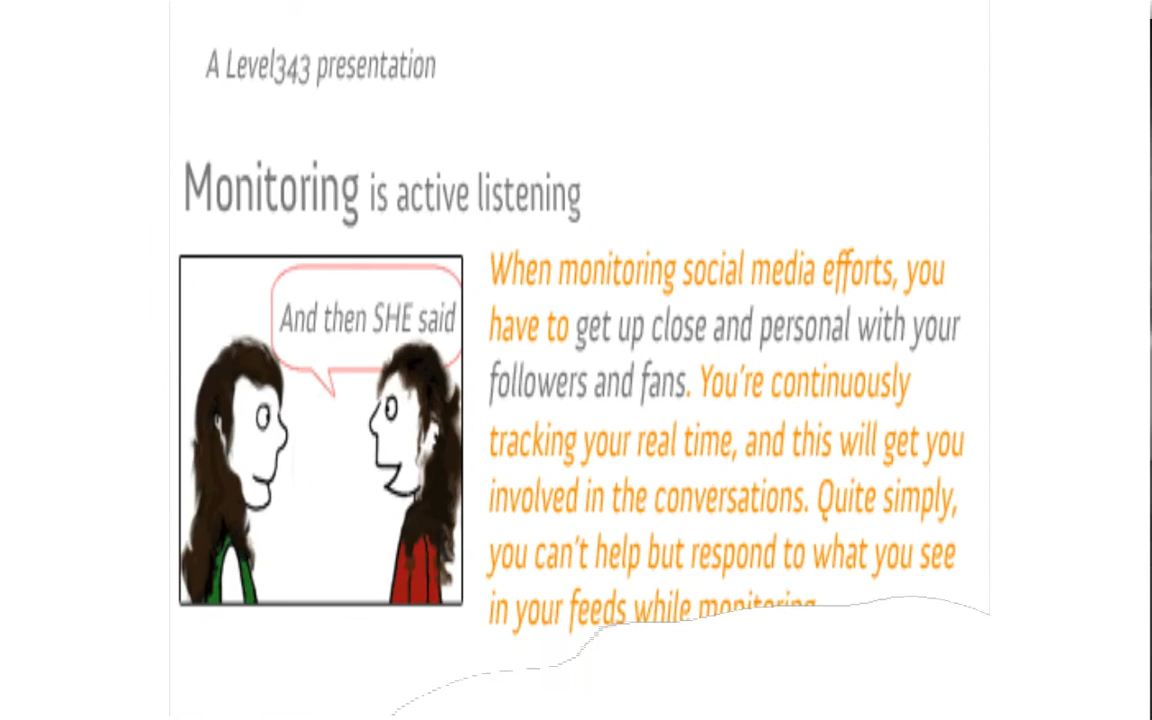 A Level343 presentation
Monitoring is active listening
And then SHE said
When monitoring social media efforts, you
have to get up close and personal with your
followers and fans. You're continuously
tracking your real time, and this will get you
involved in the conversations. Quite simply,
you can't help but respond to what you see
in your feeds while monitoring